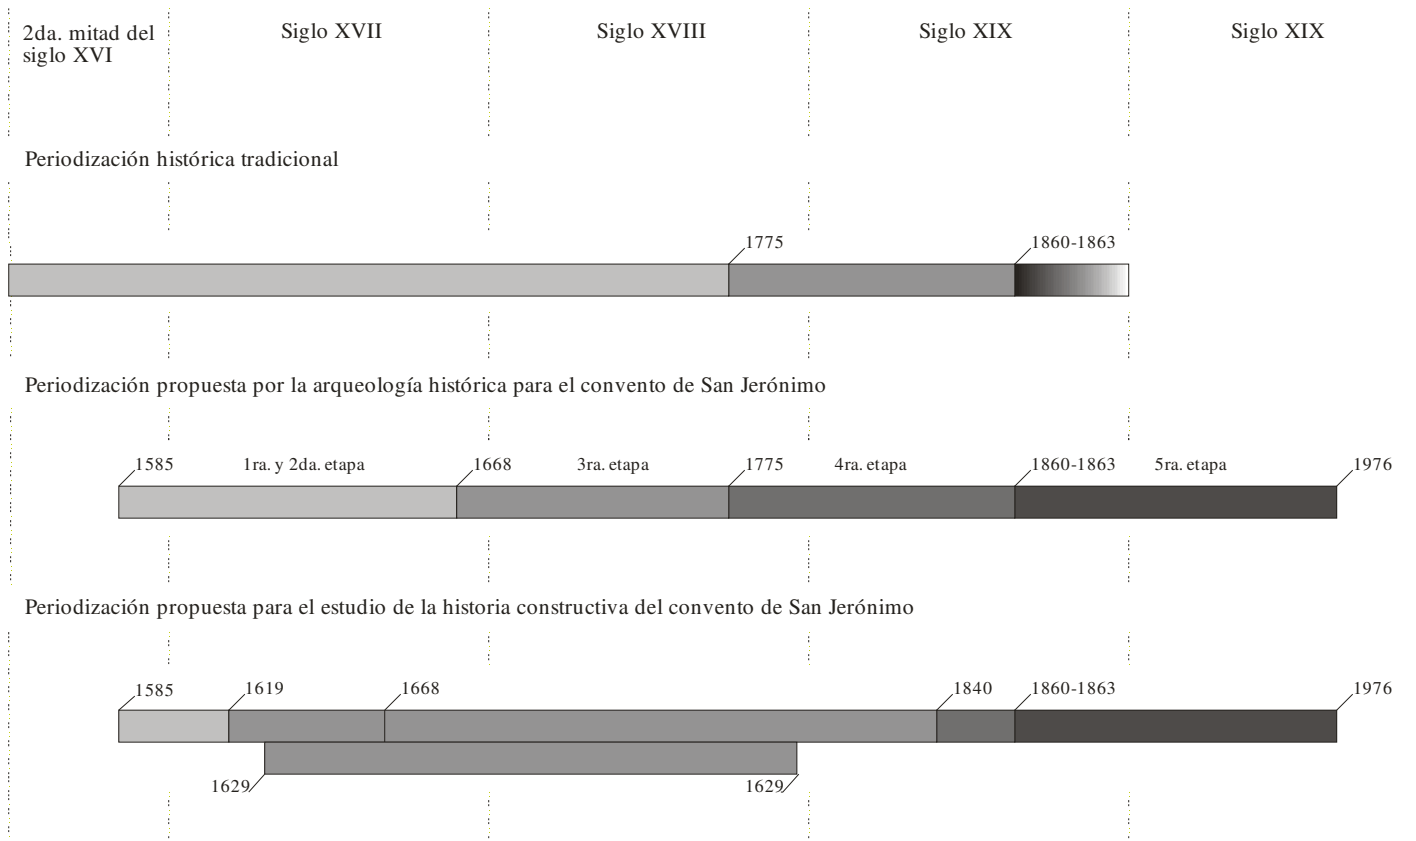 2da. mitad del
siglo XVI
Siglo XVII
Siglo XVIII
Siglo XIX
Siglo XIX
Periodización histórica tradicional
1775
1860-1863
Periodización propuesta por la arqueología histórica para el convento de San Jerónimo
1585
1ra. y 2da. etapa
1668
3ra. etapa
1775
4ra. etapa
1860-1863
5ra. etapa
1976
Periodización propuesta para el estudio de la historia constructiva del convento de San Jerónimo
1585
1619
1668
1840
1860-1863
1976
1629
1629